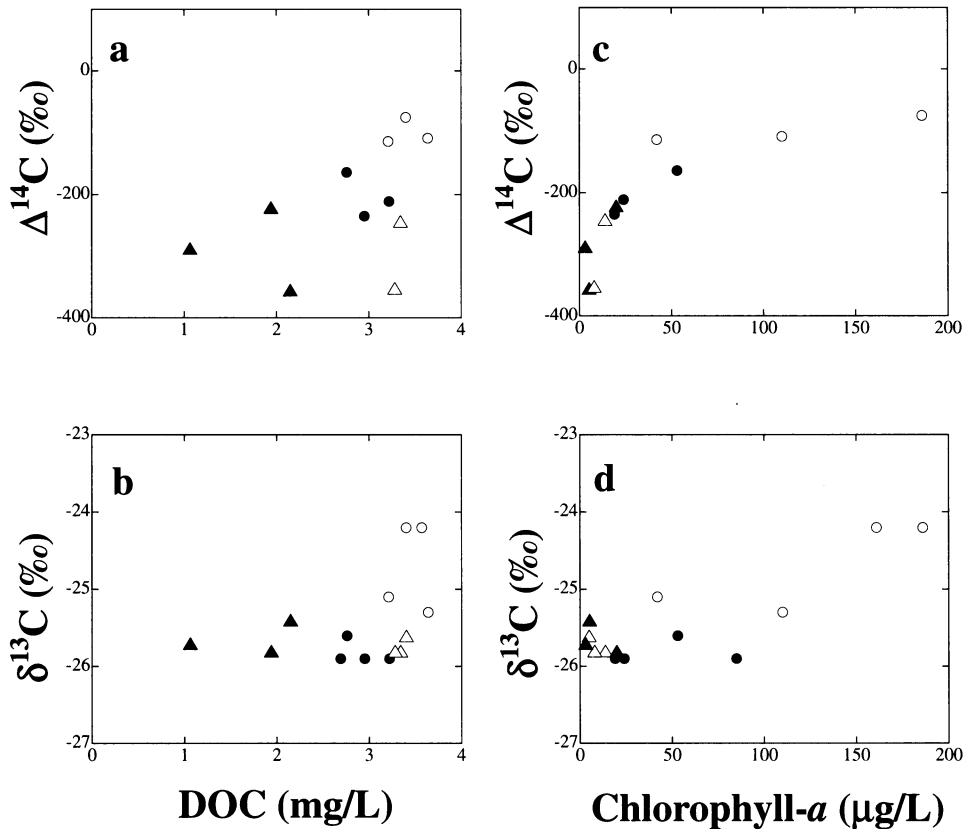 a
0
-200
-400
0 1 2 3 4
Δ¹⁴C (‰)
c
0
-200
-400
0 50 100 150 200
Δ¹⁴C (‰)
b
-23
-24
-25
-26
-27
0 1 2 3 4
δ¹³C (‰)
DOC (mg/L)
d
-23
-24
-25
-26
-27
0 50 100 150 200
δ¹³C (‰)
Chlorophyll-a (μg/L)